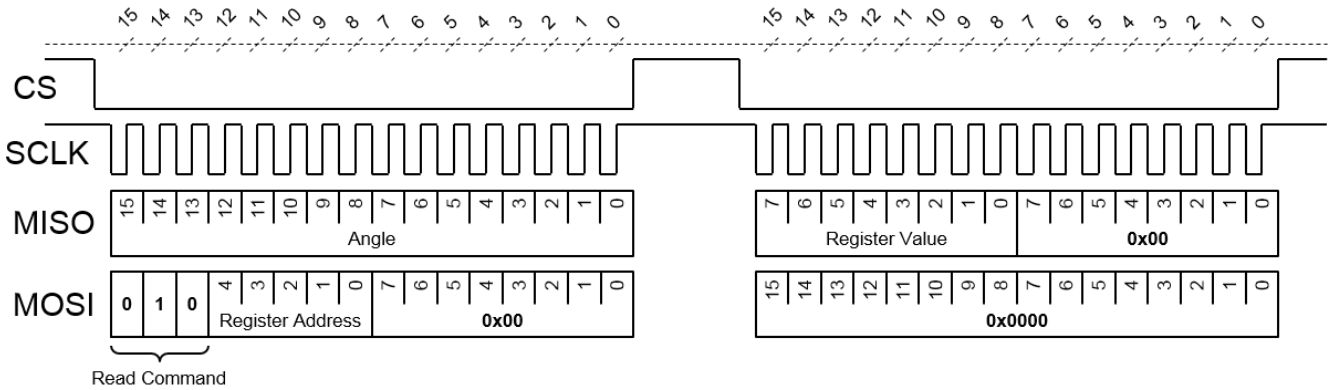 15 14 13 12 11 10 9 8 7 6 5 4 3 2 1 0 15 14 13 12 11 10 9 8 7 6 5 4 3 2 1 0
CS
SCLK
MISO 15 14 13 12 11 10 9 8 7 6 5 4 3 2 1 0 7 6 5 4 3 2 1 0 7 6 5 4 3 2 1 0
Angle Register Value 0x00
MOSI 0 1 0 4 3 2 1 0 7 6 5 4 3 2 1 0 15 14 13 12 11 10 9 8 7 6 5 4 3 2 1 0
Register Address 0x00 0x0000
Read Command